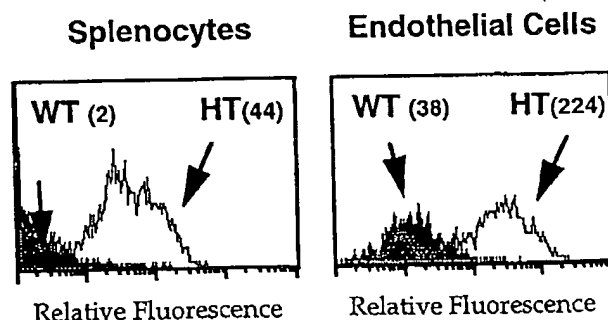 Splenocytes
Endothelial Cells
WT (2) HT(44)
WT (38) HT(224)
Relative Fluorescence
Relative Fluorescence